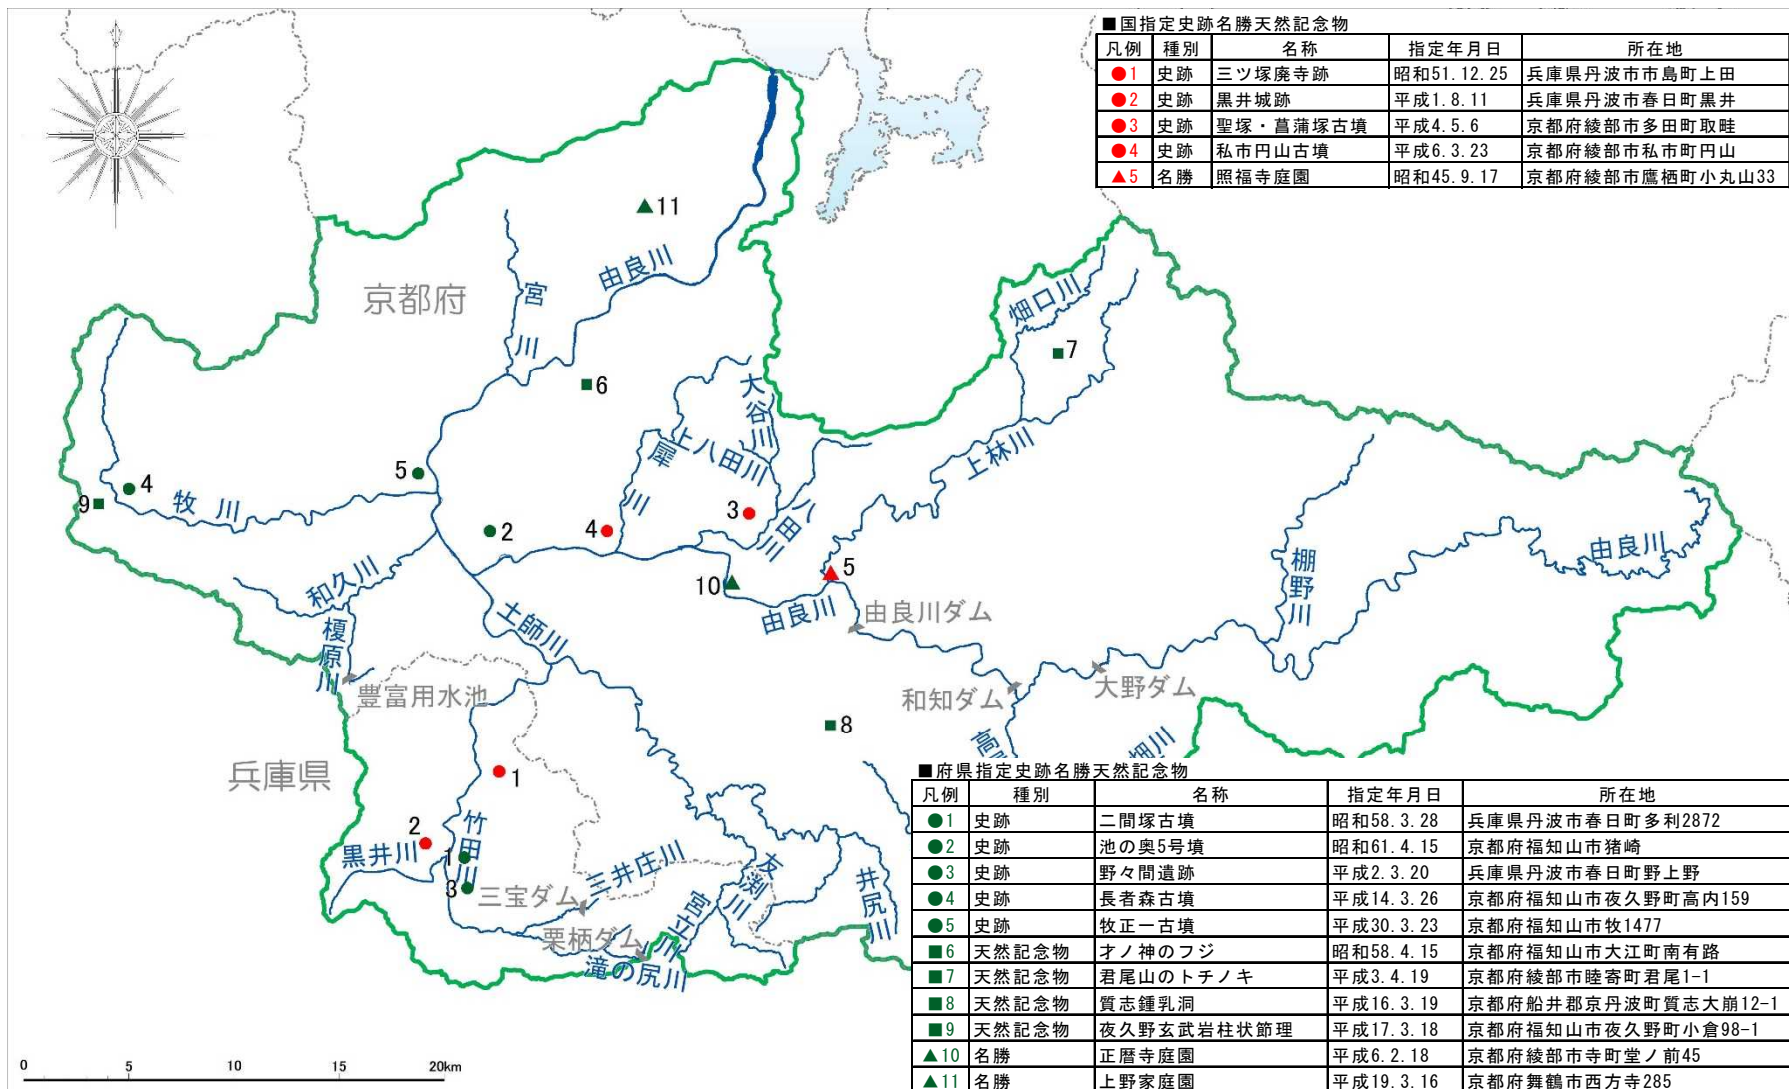 ■国指定史跡名勝天然記念物
凡例 種別 名称 指定年月日 所在地
●1 史跡 三ツ塚廃寺跡 昭和51.12.25 兵庫県丹波市市島町上田
●2 史跡 黒井城跡 平成1.8.11 兵庫県丹波市春日町黒井
●3 史跡 聖塚・菖蒲塚古墳 平成4.5.6 京都府綾部市多田町取畦
●4 史跡 私市円山古墳 平成6.3.23 京都府綾部市私市町円山
▲5 名勝 照福寺庭園 昭和45.9.17 京都府綾部市鷹栖町小丸山33
11
由良川
京都府
宮川
畑口川
7
6
大谷川
上八田川
犀川
上林川
5
4
9
牧川
2
4
3
八田川
棚野川
由良川
和久川
10
5
由良川
由良川ダム
土師川
榎原川
豊富用水池
和知ダム
大野ダム
8
高
畑川
兵庫県
1
2
竹田川
黒井川
1
3
三宝ダム
三井庄川
友渕川
宮立川
井尻川
栗柄ダム
滝の尻川
■府県指定史跡名勝天然記念物
凡例 種別 名称 指定年月日 所在地
●1 史跡 二間塚古墳 昭和58.3.28 兵庫県丹波市春日町多利2872
●2 史跡 池の奥5号墳 昭和61.4.15 京都府福知山市猪崎
●3 史跡 野々間遺跡 平成2.3.20 兵庫県丹波市春日町野上野
●4 史跡 長者森古墳 平成14.3.26 京都府福知山市夜久野町高内159
●5 史跡 牧正一古墳 平成30.3.23 京都府福知山市牧1477
■6 天然記念物 才ノ神のフジ 昭和58.4.15 京都府福知山市大江町南有路
■7 天然記念物 君尾山のトチノキ 平成3.4.19 京都府綾部市睦寄町君尾1-1
■8 天然記念物 質志鍾乳洞 平成16.3.19 京都府船井郡京丹波町質志大崩12-1
■9 天然記念物 夜久野玄武岩柱状節理 平成17.3.18 京都府福知山市夜久野町小倉98-1
▲10 名勝 正暦寺庭園 平成6.2.18 京都府綾部市寺町堂ノ前45
▲11 名勝 上野家庭園 平成19.3.16 京都府舞鶴市西方寺285
0 5 10 15 20km